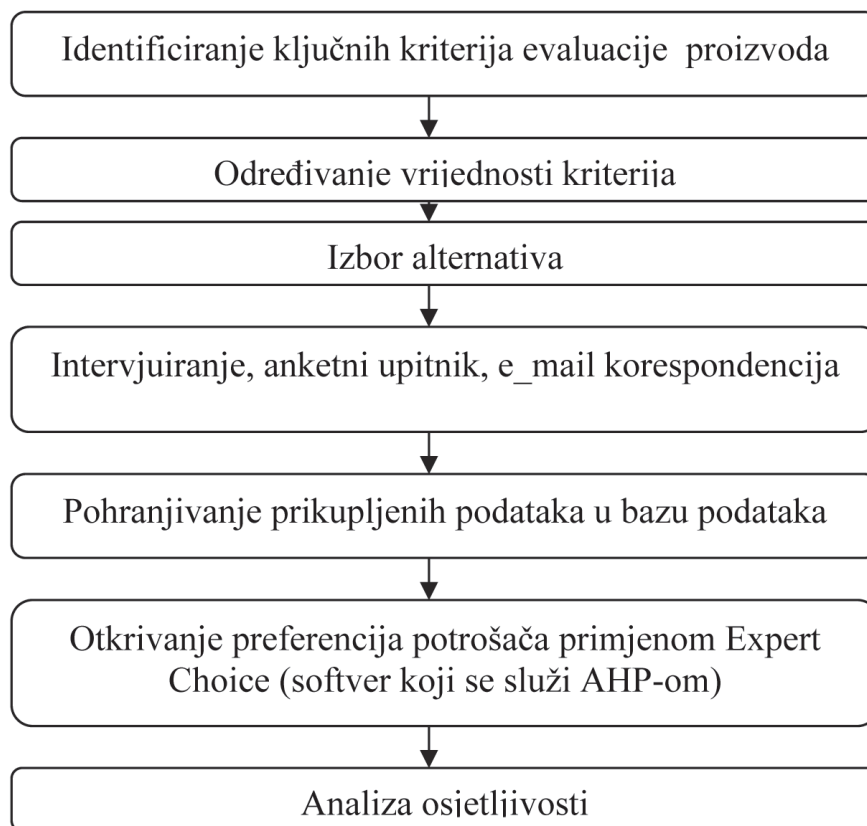 Identificiranje ključnih kriterija evaluacije proizvoda
Određivanje vrijednosti kriterija
Izbor alternativa
Intervjuiranje, anketni upitnik, e_mail korespondencija
Pohranjivanje prikupljenih podataka u bazu podataka
Otkrivanje preferencija potrošača primjenom Expert
Choice (softver koji se služi AHP-om)
Analiza osjetljivosti